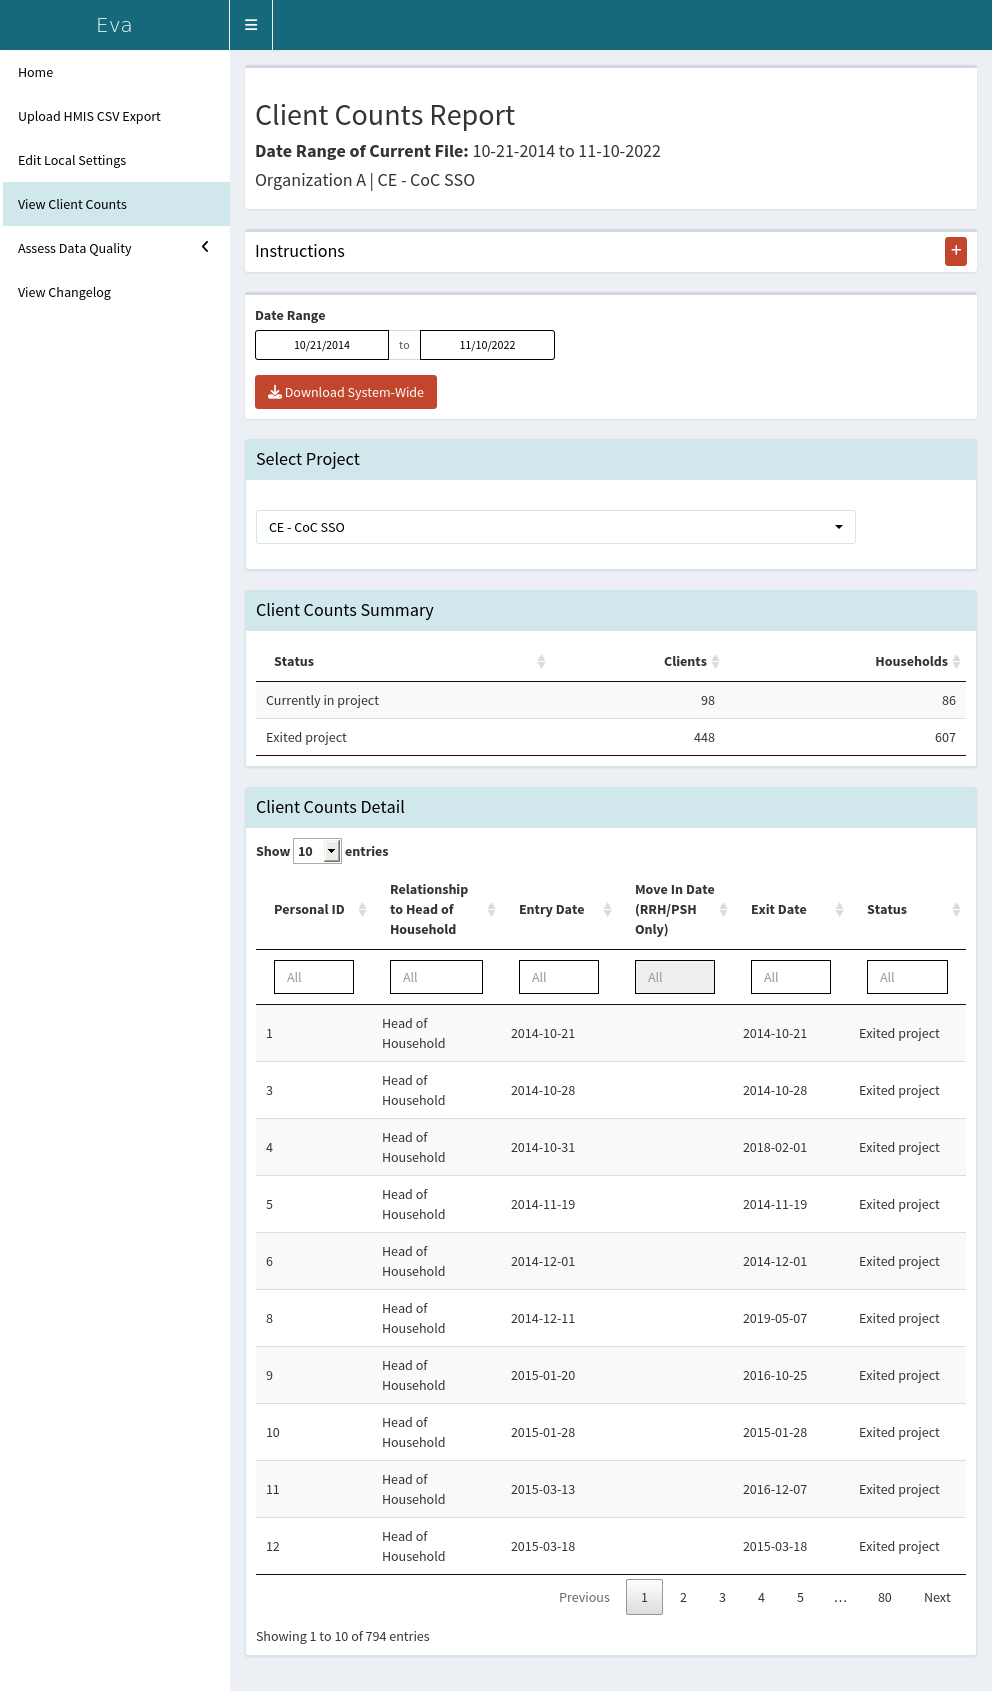 Eva
Home
Upload HMIS CSV Export
Edit Local Settings
View Client Counts
Assess Data Quality
View Changelog
Client Counts Report
Date Range of Current File: 10-21-2014 to 11-10-2022
Organization A | CE - CoC SSO
Instructions
+
Date Range
10/21/2014 to 11/10/2022
Download System-Wide
Select Project
CE - CoC SSO
Client Counts Summary
Status Clients Households
Currently in project 98 86
Exited project 448 607
Client Counts Detail
Show 10 entries
Personal ID Relationship to Head of Household Entry Date Move In Date (RRH/PSH Only) Exit Date Status
All All All All All All
1 Head of Household 2014-10-21 2014-10-21 Exited project
3 Head of Household 2014-10-28 2014-10-28 Exited project
4 Head of Household 2014-10-31 2018-02-01 Exited project
5 Head of Household 2014-11-19 2014-11-19 Exited project
6 Head of Household 2014-12-01 2014-12-01 Exited project
8 Head of Household 2014-12-11 2019-05-07 Exited project
9 Head of Household 2015-01-20 2016-10-25 Exited project
10 Head of Household 2015-01-28 2015-01-28 Exited project
11 Head of Household 2015-03-13 2016-12-07 Exited project
12 Head of Household 2015-03-18 2015-03-18 Exited project
Previous 1 2 3 4 5 … 80 Next
Showing 1 to 10 of 794 entries